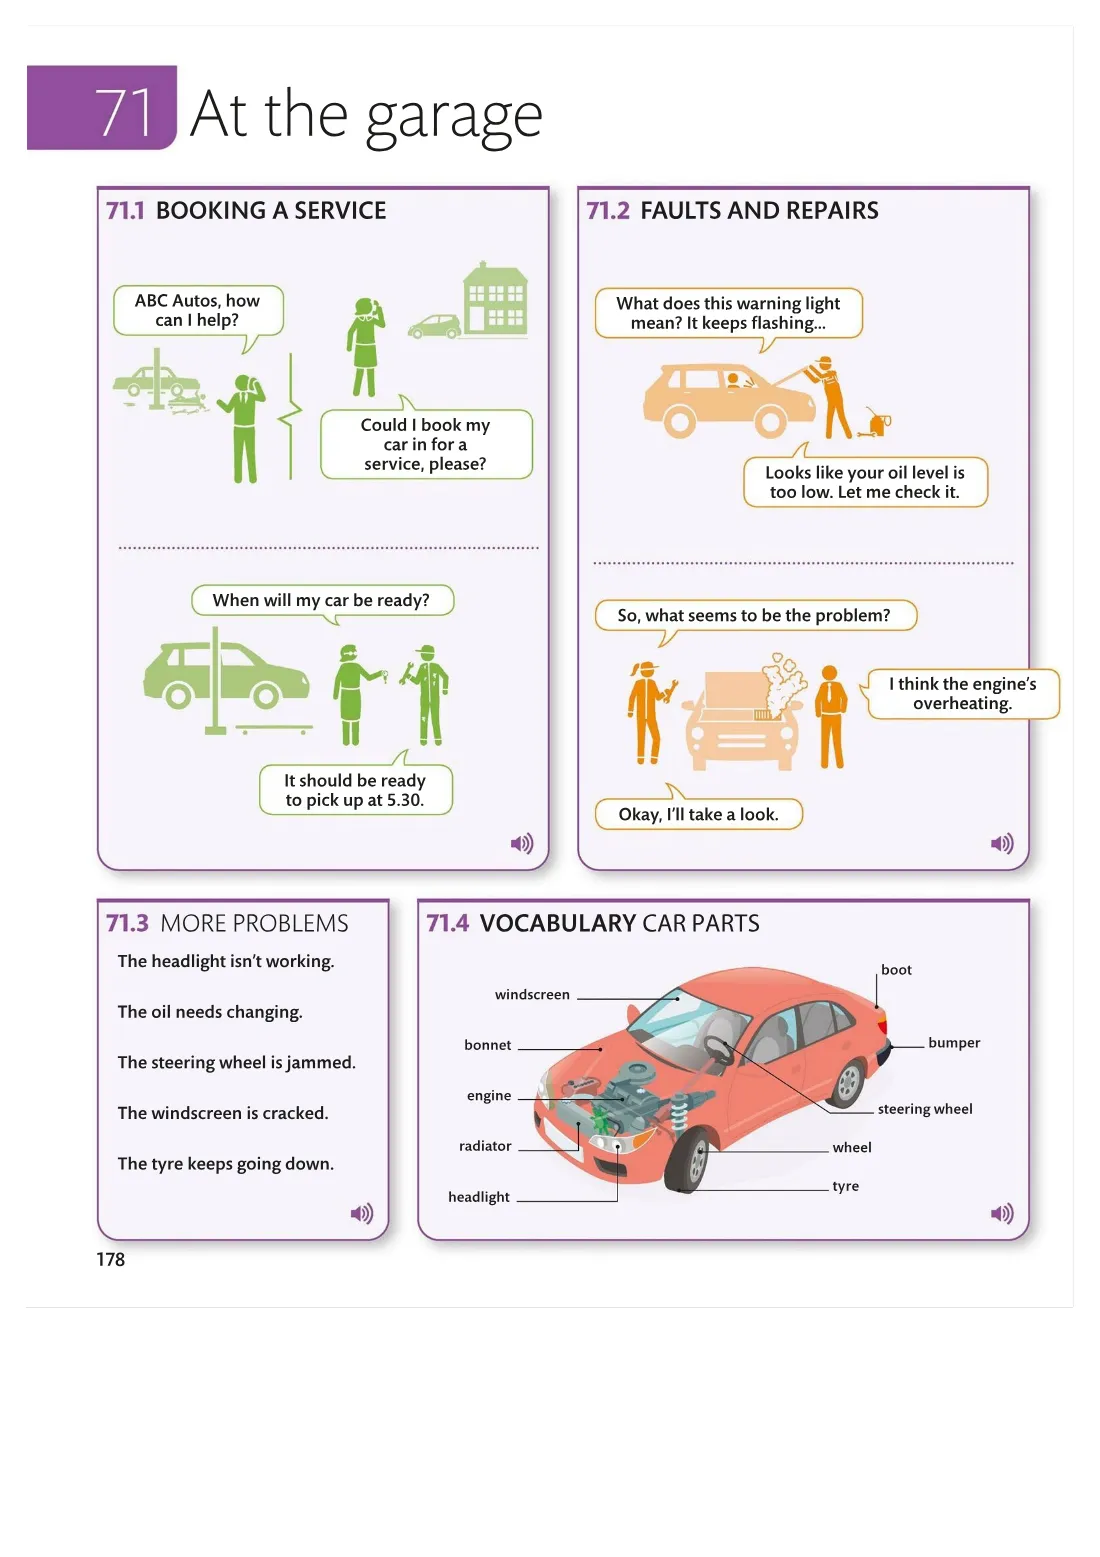 71 At the garage
71.1 BOOKING A SERVICE
ABC Autos, how
can I help?
Could I book my
car in for a
service, please?
When will my car be ready?
It should be ready
to pick up at 5.30.
71.2 FAULTS AND REPAIRS
What does this warning light
mean? It keeps flashing...
Looks like your oil level is
too low. Let me check it.
So, what seems to be the problem?
I think the engine's
overheating.
Okay, I'll take a look.
71.3 MORE PROBLEMS
The headlight isn't working.
The oil needs changing.
The steering wheel is jammed.
The windscreen is cracked.
The tyre keeps going down.
71.4 VOCABULARY CAR PARTS
windscreen
bonnet
engine
radiator
headlight
boot
bumper
steering wheel
wheel
tyre
178